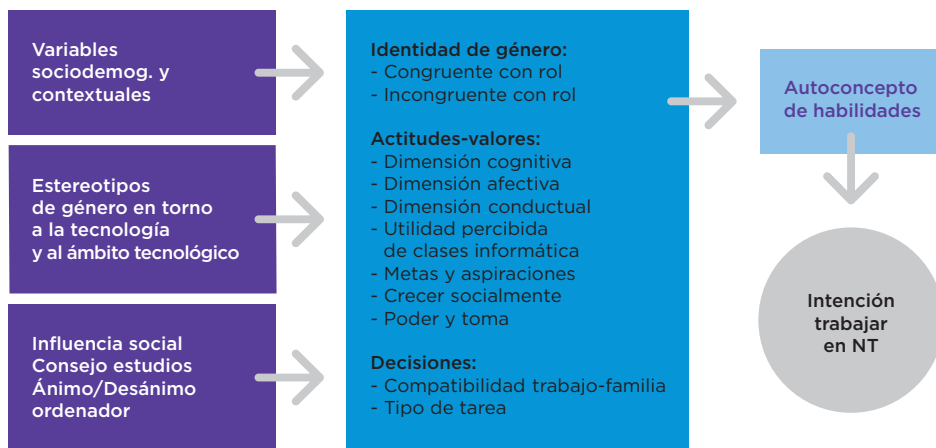 Variables
sociodemog. y
contextuales
Estereotipos
de género en torno
a la tecnología
y al ámbito tecnológico
Influencia social
Consejo estudios
Ánimo/Desánimo
ordenador
Identidad de género:
- Congruente con rol
- Incongruente con rol
Actitudes-valores:
- Dimensión cognitiva
- Dimensión afectiva
- Dimensión conductual
- Utilidad percibida
de clases informática
- Metas y aspiraciones
- Crecer socialmente
- Poder y toma
Decisiones:
- Compatibilidad trabajo-familia
- Tipo de tarea
Autoconcepto
de habilidades
Intención
trabajar
en NT